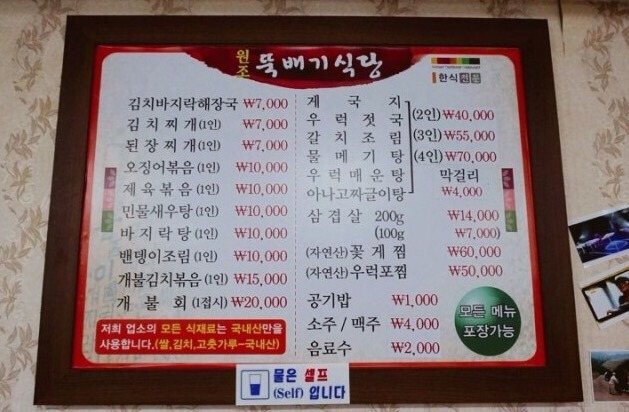 원조 뚝배기식당
한식 전통
김치바지락해장국 ₩7,000
김치찌개 (1인) ₩7,000
된장찌개 (1인) ₩7,000
오징어볶음 (1인) ₩10,000
제육볶음 (1인) ₩10,000
민물새우탕 (1인) ₩10,000
바지락탕 (1인) ₩10,000
밴뎅이조림 (1인) ₩10,000
개불김치볶음 (1인) ₩15,000
개불회 (1접시) ₩20,000
저희 업소의 모든 식재료는 국내산만을
사용합니다.(쌀,김치,고춧가루-국내산)
게국지
우럭젓국
갈치조림
물메기탕
우럭매운탕
아나고짜글이탕
(2인) ₩40,000
(3인) ₩55,000
(4인) ₩70,000
막걸리
₩4,000
삼겹살 200g ₩14,000
(100g ₩7,000)
(자연산)꽃게찜 ₩60,000
(자연산)우럭포찜 ₩50,000
공기밥 ₩1,000
소주 / 맥주 ₩4,000
음료수 ₩2,000
모든 메뉴
포장가능
물은 셀프
(Self) 입니다